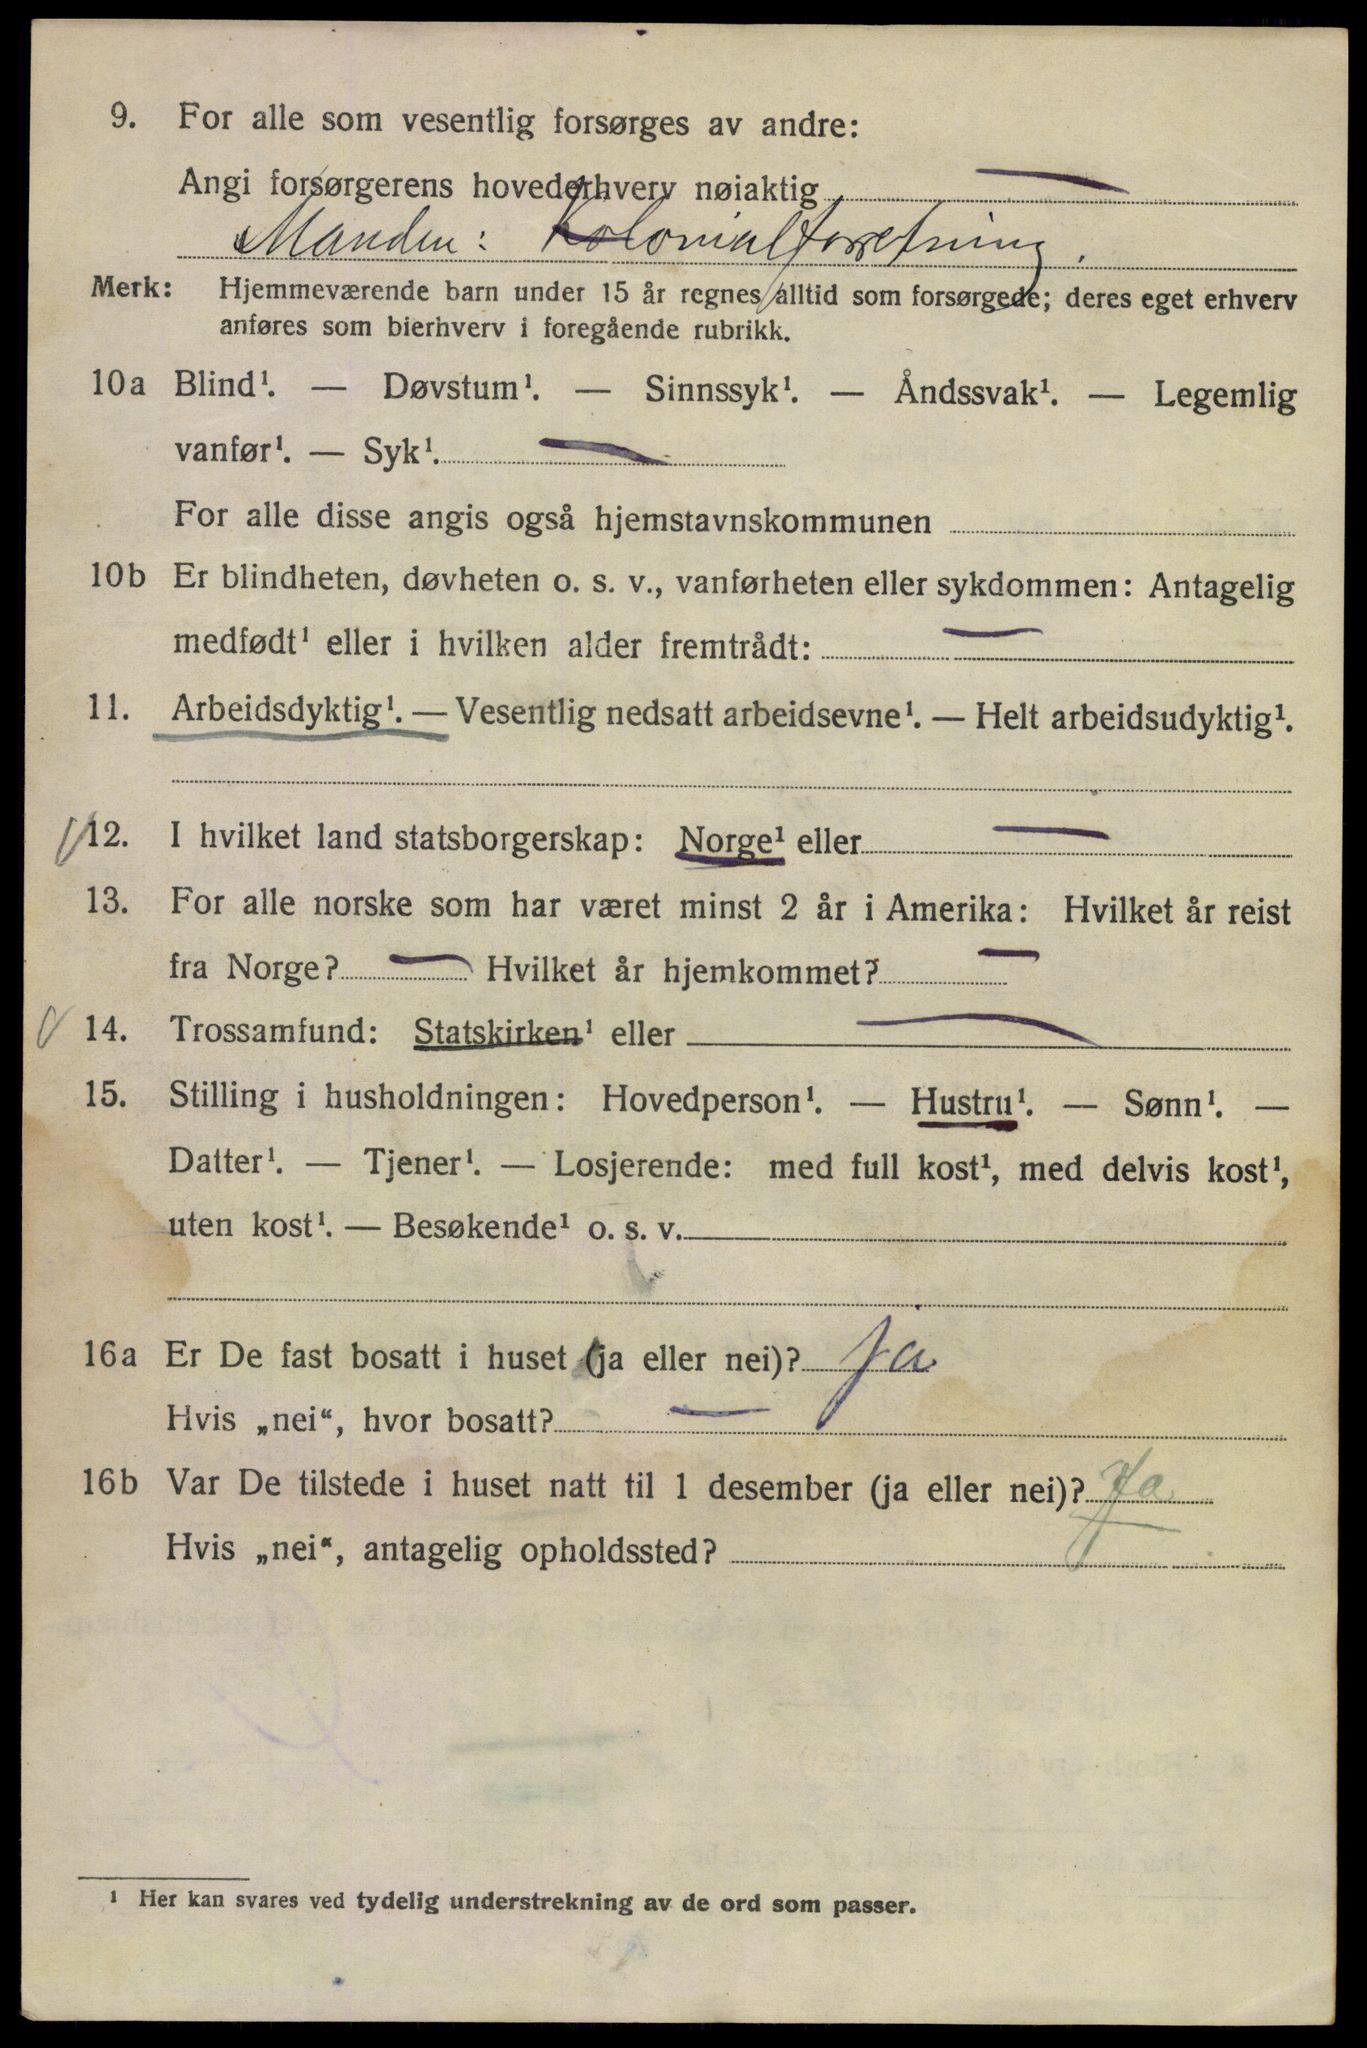 9. For alle som vesentlig forsørges av andre:
Angi forsørgerens hovederhverv nøiaktig —
Manden: Kolonialforretning.
Merk: Hjemmeværende barn under 15 år regnes alltid som forsørgede; deres eget erhverv
anføres som bierhverv i foregående rubrikk.
10a Blind¹. — Døvstum¹. — Sinnssyk¹. — Åndssvak¹. — Legemlig
vanfør¹. — Syk¹. —
For alle disse angis også hjemstavnskommunen
10b Er blindheten, døvheten o. s. v., vanførheten eller sykdommen: Antagelig
medfødt¹ eller i hvilken alder fremtrådt: —
11. Arbeidsdyktig¹. — Vesentlig nedsatt arbeidsevne¹. — Helt arbeidsudyktig¹.
12. I hvilket land statsborgerskap: Norge¹ eller —
13. For alle norske som har været minst 2 år i Amerika: Hvilket år reist
fra Norge? — Hvilket år hjemkommet? —
14. Trossamfund: Statskirken¹ eller —
15. Stilling i husholdningen: Hovedperson¹. — Hustru¹. — Sønn¹. —
Datter¹. — Tjener¹. — Losjerende: med full kost¹, med delvis kost¹,
uten kost¹. — Besøkende¹ o. s. v.
16a Er De fast bosatt i huset (ja eller nei)? Ja
Hvis „nei“, hvor bosatt? —
16b Var De tilstede i huset natt til 1 desember (ja eller nei)? Ja
Hvis „nei“, antagelig opholdssted?
¹ Her kan svares ved tydelig understrekning av de ord som passer.